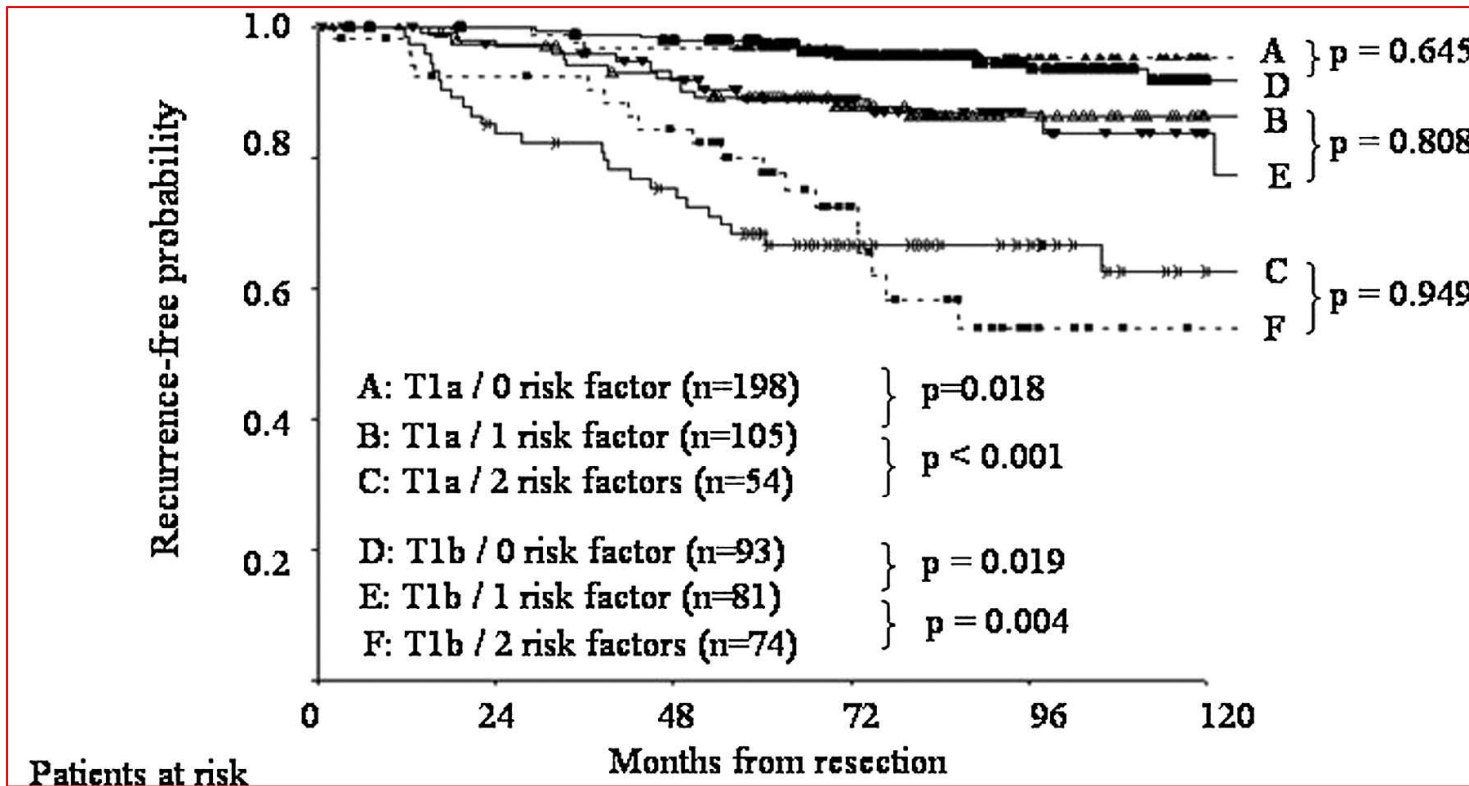 1.0
0.8
0.6
0.4
0.2
Recurrence-free probability
A
D
B
E
C
F
p = 0.645
p = 0.808
p = 0.949
A: T1a / 0 risk factor (n=198)
B: T1a / 1 risk factor (n=105)
C: T1a / 2 risk factors (n=54)
p=0.018
p < 0.001
D: T1b / 0 risk factor (n=93)
E: T1b / 1 risk factor (n=81)
F: T1b / 2 risk factors (n=74)
p = 0.019
p = 0.004
0 24 48 72 96 120
Months from resection
Patients at risk